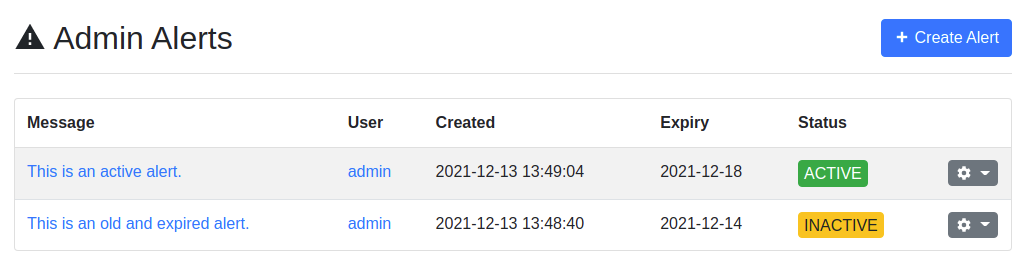 Admin Alerts
+ Create Alert
Message User Created Expiry Status
This is an active alert. admin 2021-12-13 13:49:04 2021-12-18 ACTIVE
This is an old and expired alert. admin 2021-12-13 13:48:40 2021-12-14 INACTIVE